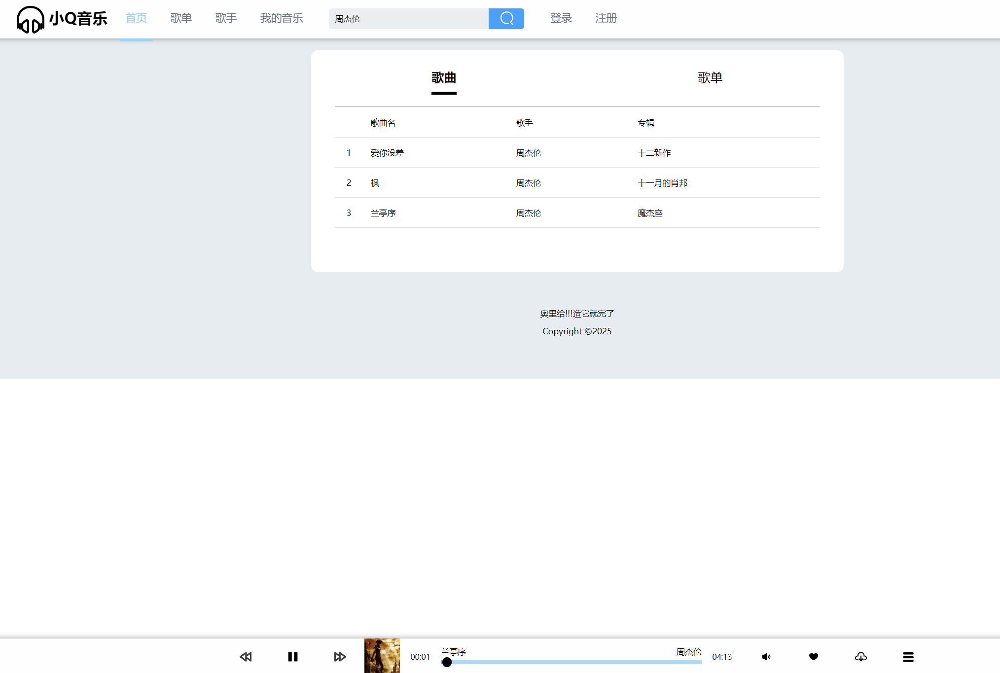 小Q音乐 首页 歌单 歌手 我的音乐 周杰伦 登录 注册
歌曲 歌单
歌曲名 歌手 专辑
1 爱你没差 周杰伦 十二新作
2 枫 周杰伦 十一月的肖邦
3 兰亭序 周杰伦 魔杰座
奥里给!!!造它就完了
Copyright ©2025
兰亭序 周杰伦
00:01 04:13